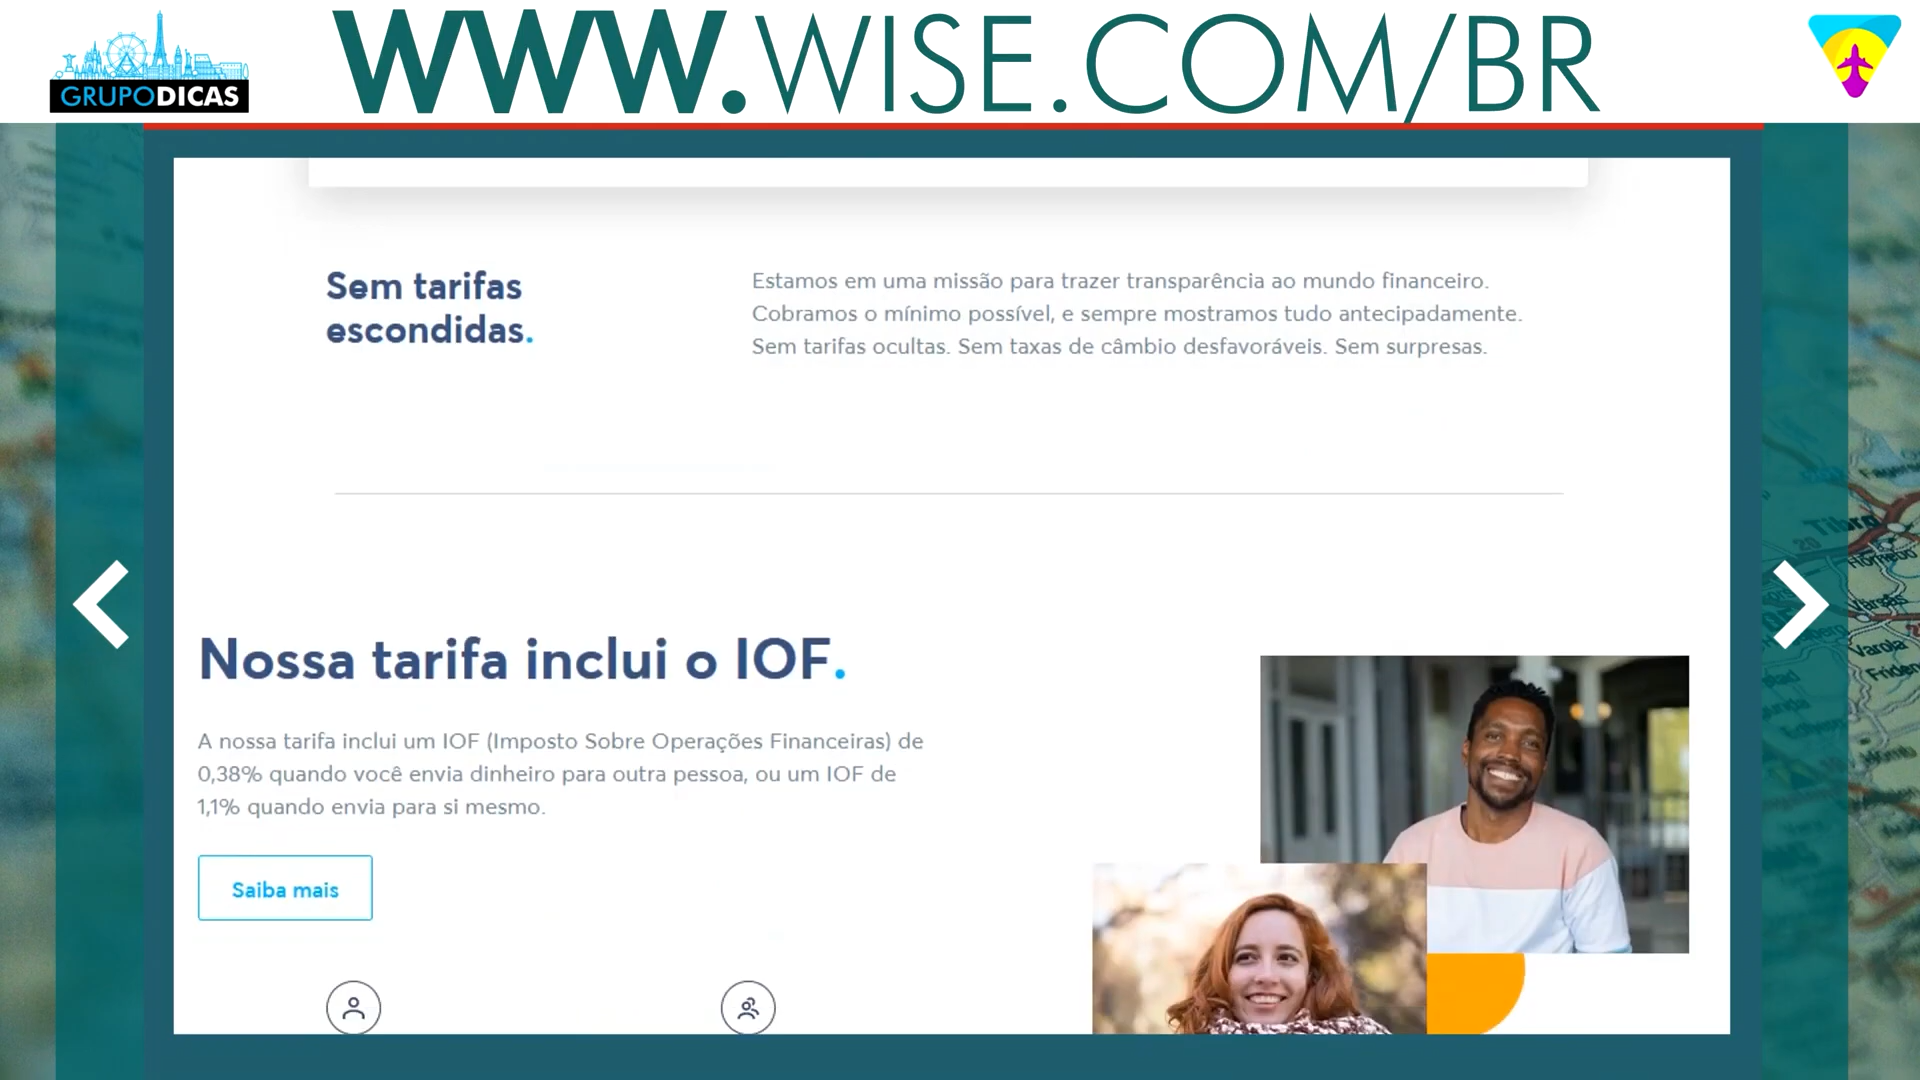 GRUPODICAS
WWW.WISE.COM/BR
Sem tarifas
escondidas.
Estamos em uma missão para trazer transparência ao mundo financeiro.
Cobramos o mínimo possível, e sempre mostramos tudo antecipadamente.
Sem tarifas ocultas. Sem taxas de câmbio desfavoráveis. Sem surpresas.
Nossa tarifa inclui o IOF.
A nossa tarifa inclui um IOF (Imposto Sobre Operações Financeiras) de
0,38% quando você envia dinheiro para outra pessoa, ou um IOF de
1,1% quando envia para si mesmo.
Saiba mais
Tibro
Varola